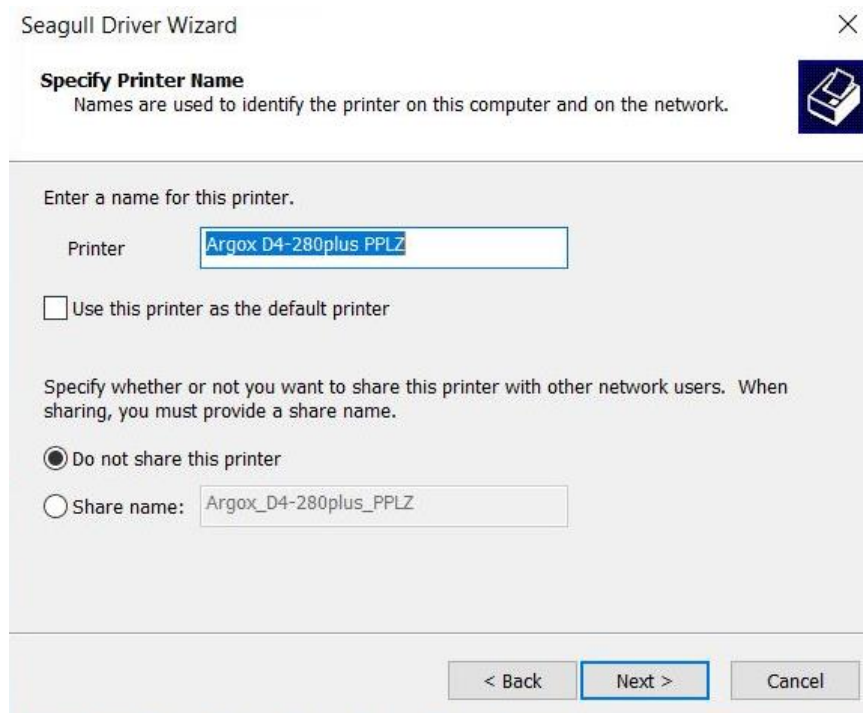 Seagull Driver Wizard
Specify Printer Name
Names are used to identify the printer on this computer and on the network.
Enter a name for this printer.
Printer Argox D4-280plus PPLZ
Use this printer as the default printer
Specify whether or not you want to share this printer with other network users. When
sharing, you must provide a share name.
Do not share this printer
Share name: Argox_D4-280plus_PPLZ
< Back Next > Cancel